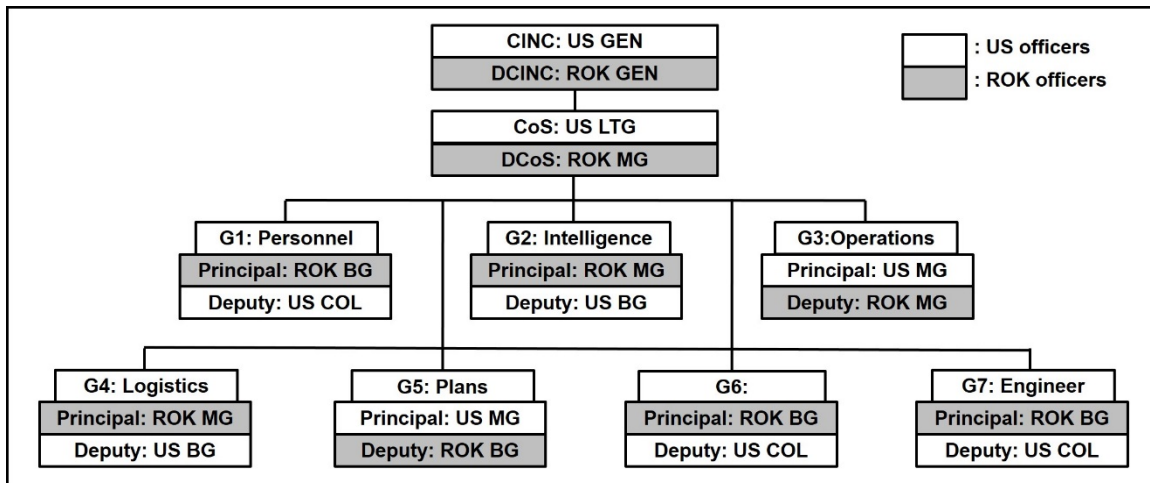 CINC: US GEN
DCINC: ROK GEN
: US officers
: ROK officers
CoS: US LTG
DCoS: ROK MG
G1: Personnel
Principal: ROK BG
Deputy: US COL
G2: Intelligence
Principal: ROK MG
Deputy: US BG
G3:Operations
Principal: US MG
Deputy: ROK MG
G4: Logistics
Principal: ROK MG
Deputy: US BG
G5: Plans
Principal: US MG
Deputy: ROK BG
G6:
Principal: ROK BG
Deputy: US COL
G7: Engineer
Principal: ROK BG
Deputy: US COL